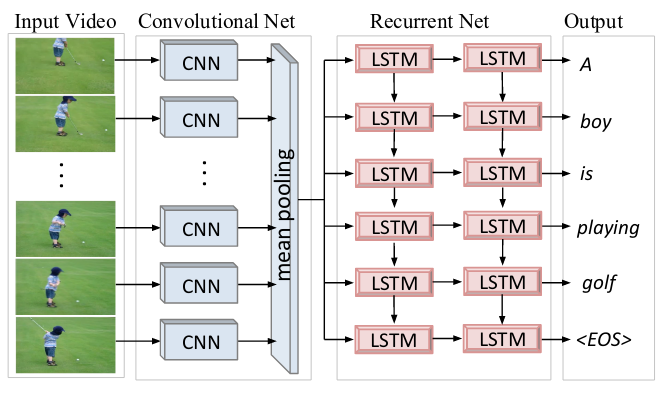 Input Video
Convolutional Net
Recurrent Net
Output
CNN
CNN
CNN
CNN
CNN
mean pooling
LSTM LSTM A
LSTM LSTM boy
LSTM LSTM is
LSTM LSTM playing
LSTM LSTM golf
LSTM LSTM <EOS>